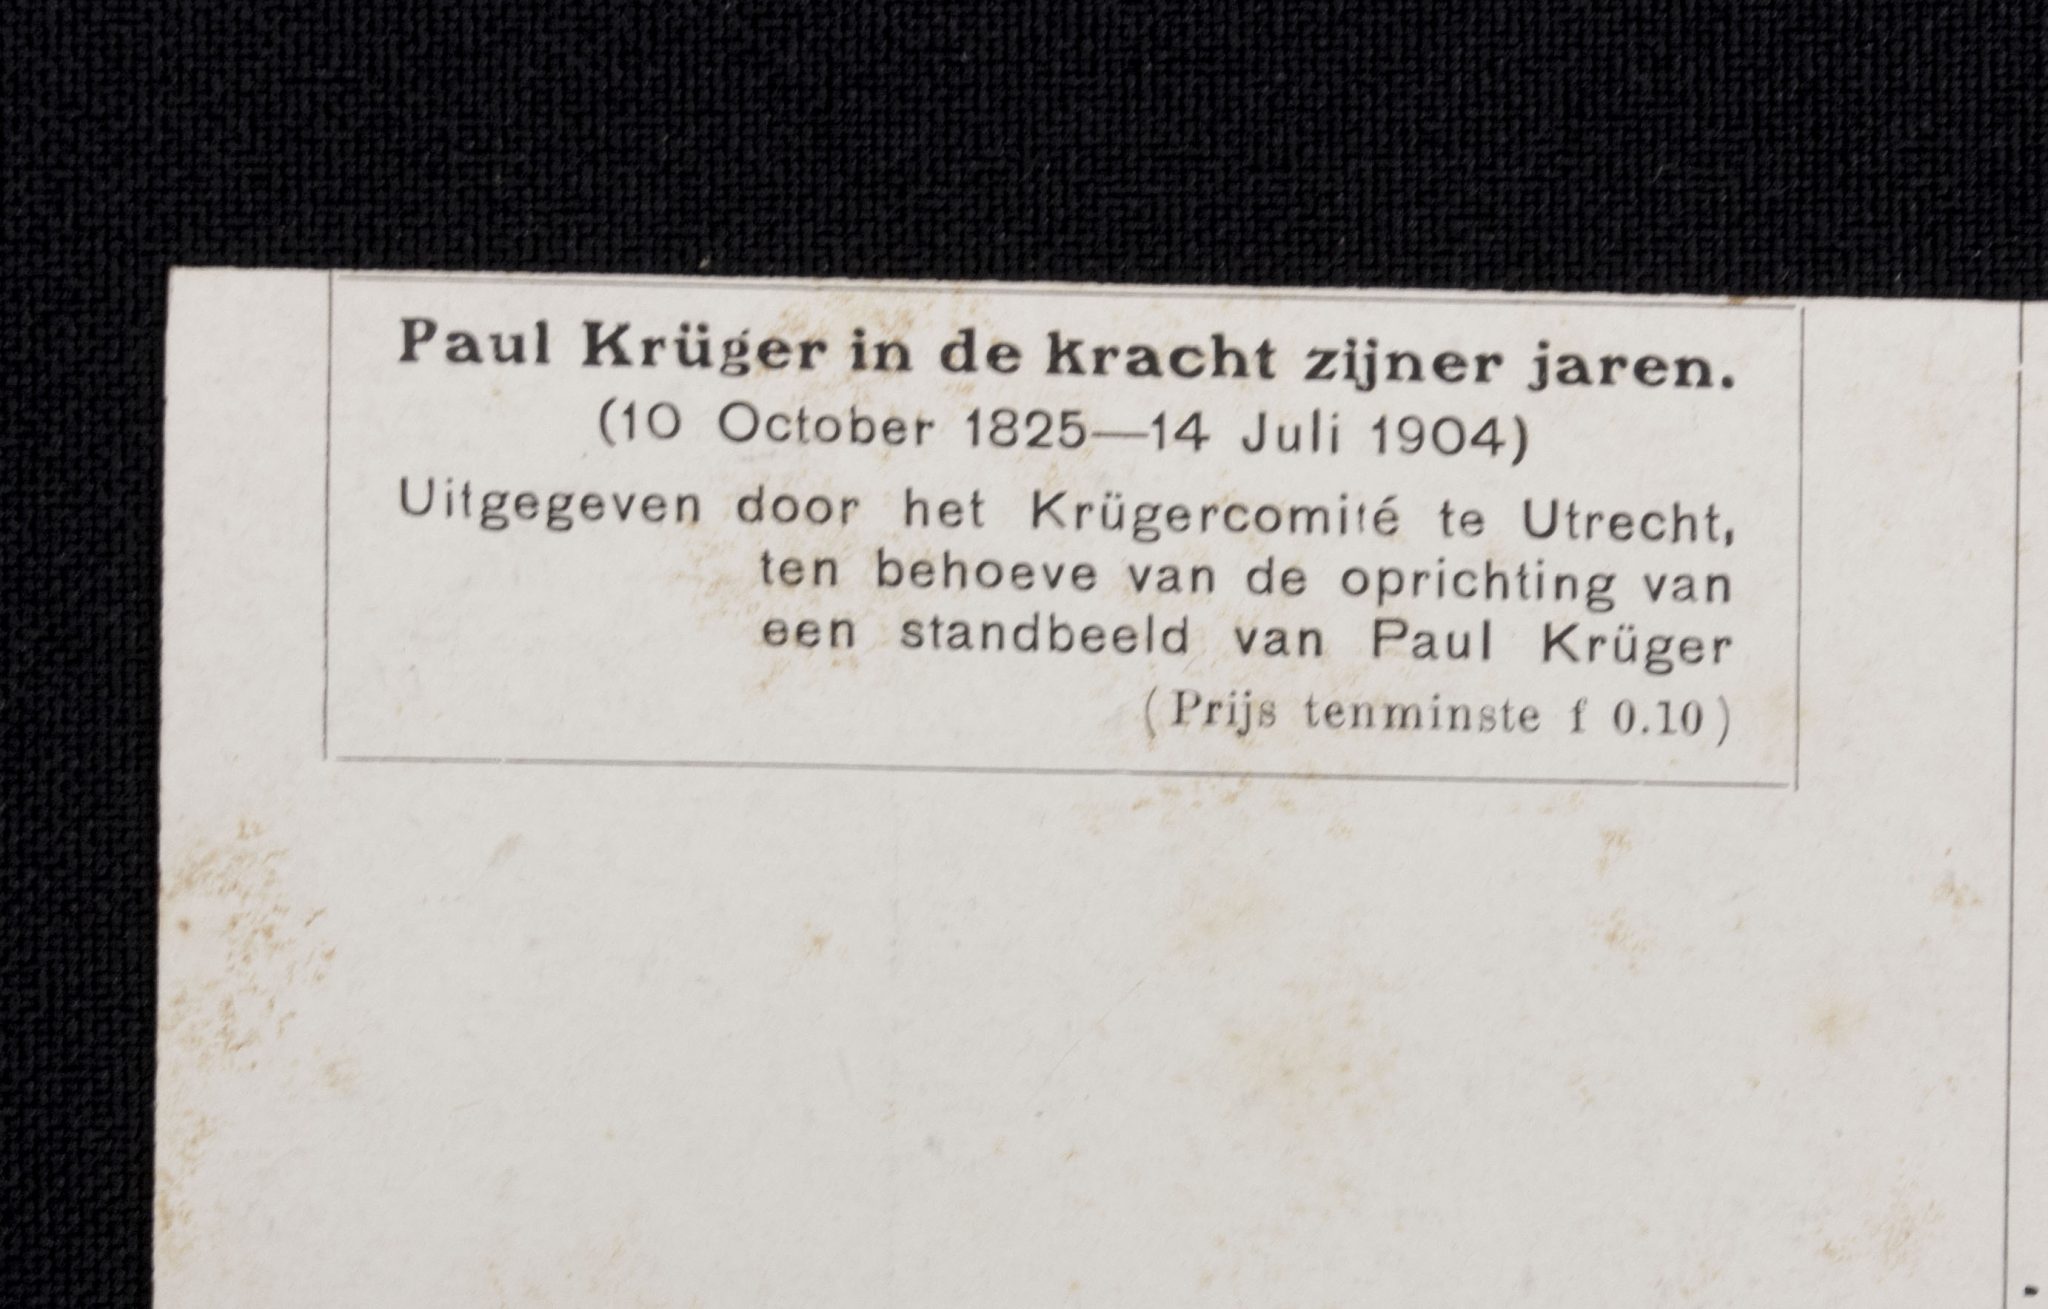 Paul Krüger in de kracht zijner jaren.
(10 October 1825—14 Juli 1904)
Uitgegeven door het Krügercomité te Utrecht,
ten behoeve van de oprichting van
een standbeeld van Paul Krüger
(Prijs tenminste f 0.10)